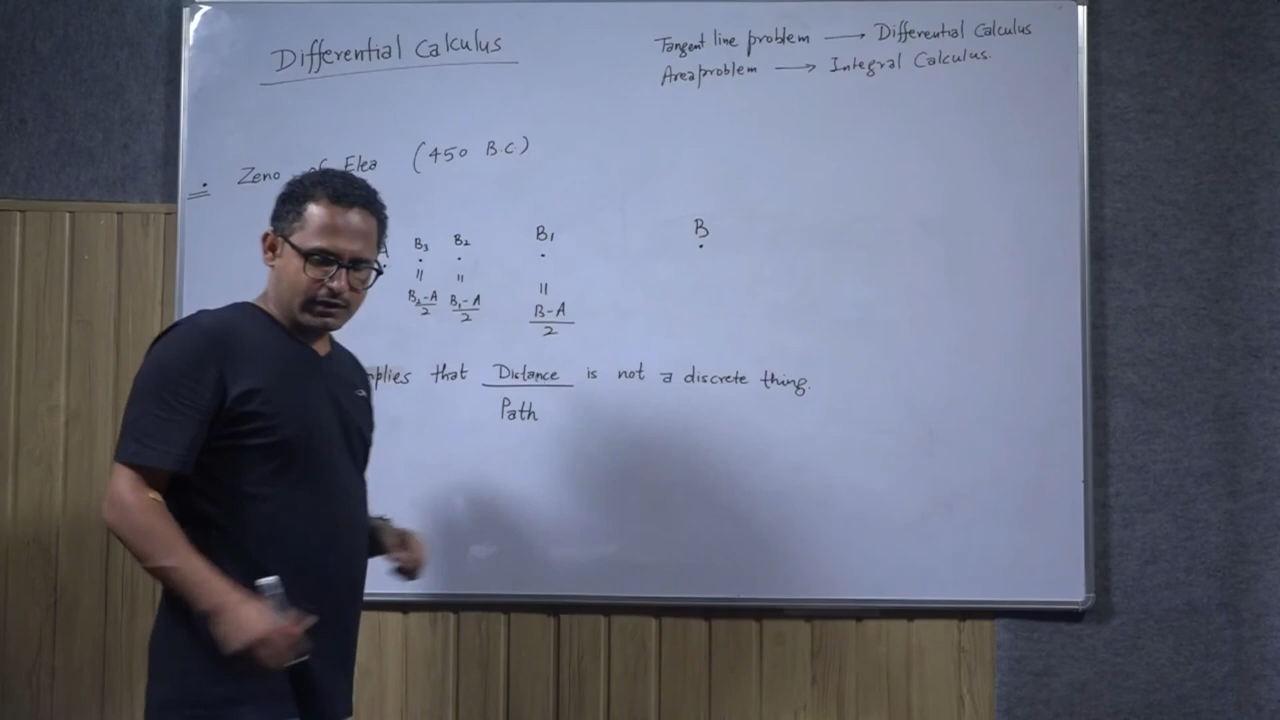 Differential Calculus
Tangent line problem → Differential Calculus
Area problem → Integral Calculus.
Zeno of Elea (450 B.C.)
B₃ B₂ B₁ B
= = =
B₂-A/2 B₁-A/2 B-A/2
that Distance is not a discrete thing.
Path